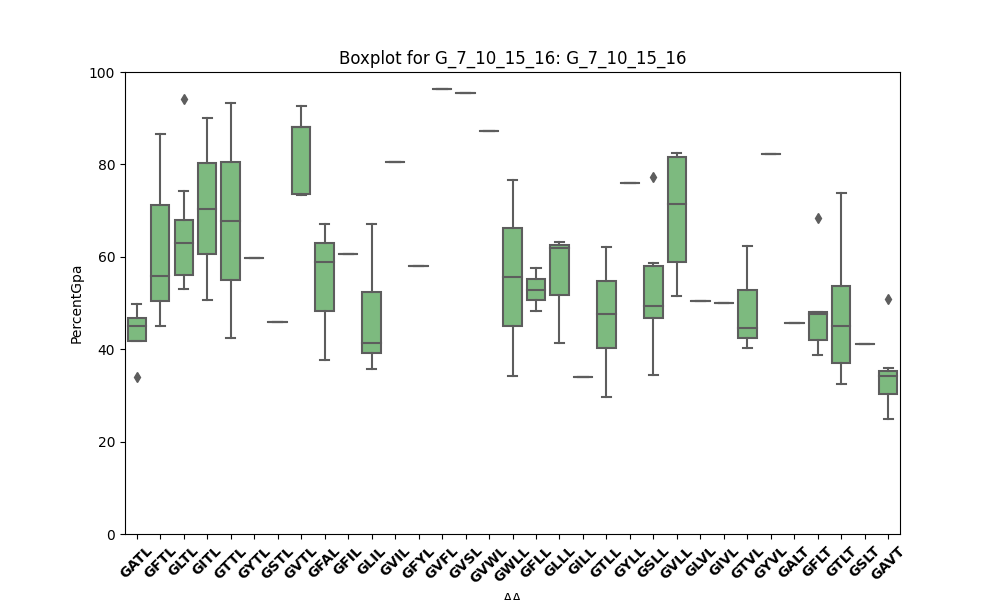 Boxplot for G_7_10_15_16: G_7_10_15_16
100
80
60
40
20
0
PercentGpa
GATL GFTL GLTL GITL GTTL GYTL GSTL GVTL GFAL GFIL GLIL GVIL GFYL GVFL GVSL GVWL GWLL GFLL GLLL GILL GTLL GYLL GSLL GVLL GLVL GIVL GTVL GYVL GALT GFLT GTLT GSLT GAVT
AA